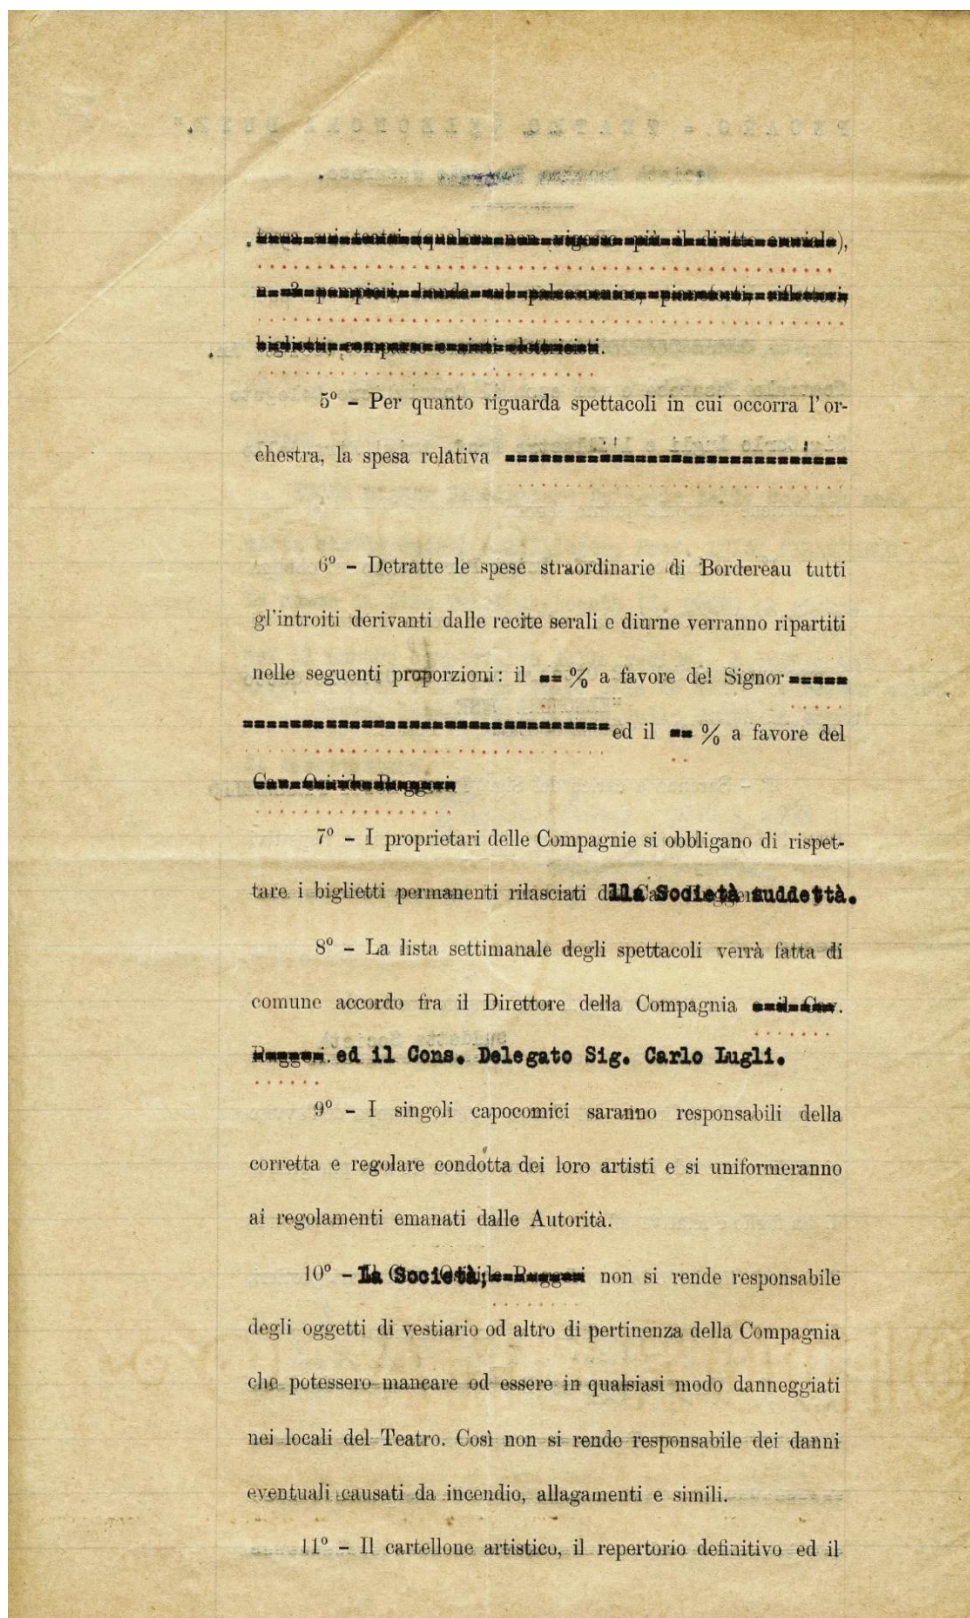 5º - Per quanto riguarda spettacoli in cui occorra l'or-
chestra, la spesa relativa
6º - Detratte le spese straordinarie di Bordereau tutti
gl'introiti derivanti dalle recite serali e diurne verranno ripartiti
nelle seguenti proporzioni: il % a favore del Signor
ed il % a favore del
7º - I proprietari delle Compagnie si obbligano di rispet-
tare i biglietti permanenti rilasciati dalla Società suddetta.
8º - La lista settimanale degli spettacoli verrà fatta di
comune accordo fra il Direttore della Compagnia
ed il Cons. Delegato Sig. Carlo Lugli.
9º - I singoli capocomici saranno responsabili della
corretta e regolare condotta dei loro artisti e si uniformeranno
ai regolamenti emanati dalle Autorità.
10º - La Società, non si rende responsabile
degli oggetti di vestiario od altro di pertinenza della Compagnia
che potessero mancare od essere in qualsiasi modo danneggiati
nei locali del Teatro. Così non si rende responsabile dei danni
eventuali causati da incendio, allagamenti e simili.
11º - Il cartellone artistico, il repertorio definitivo ed il